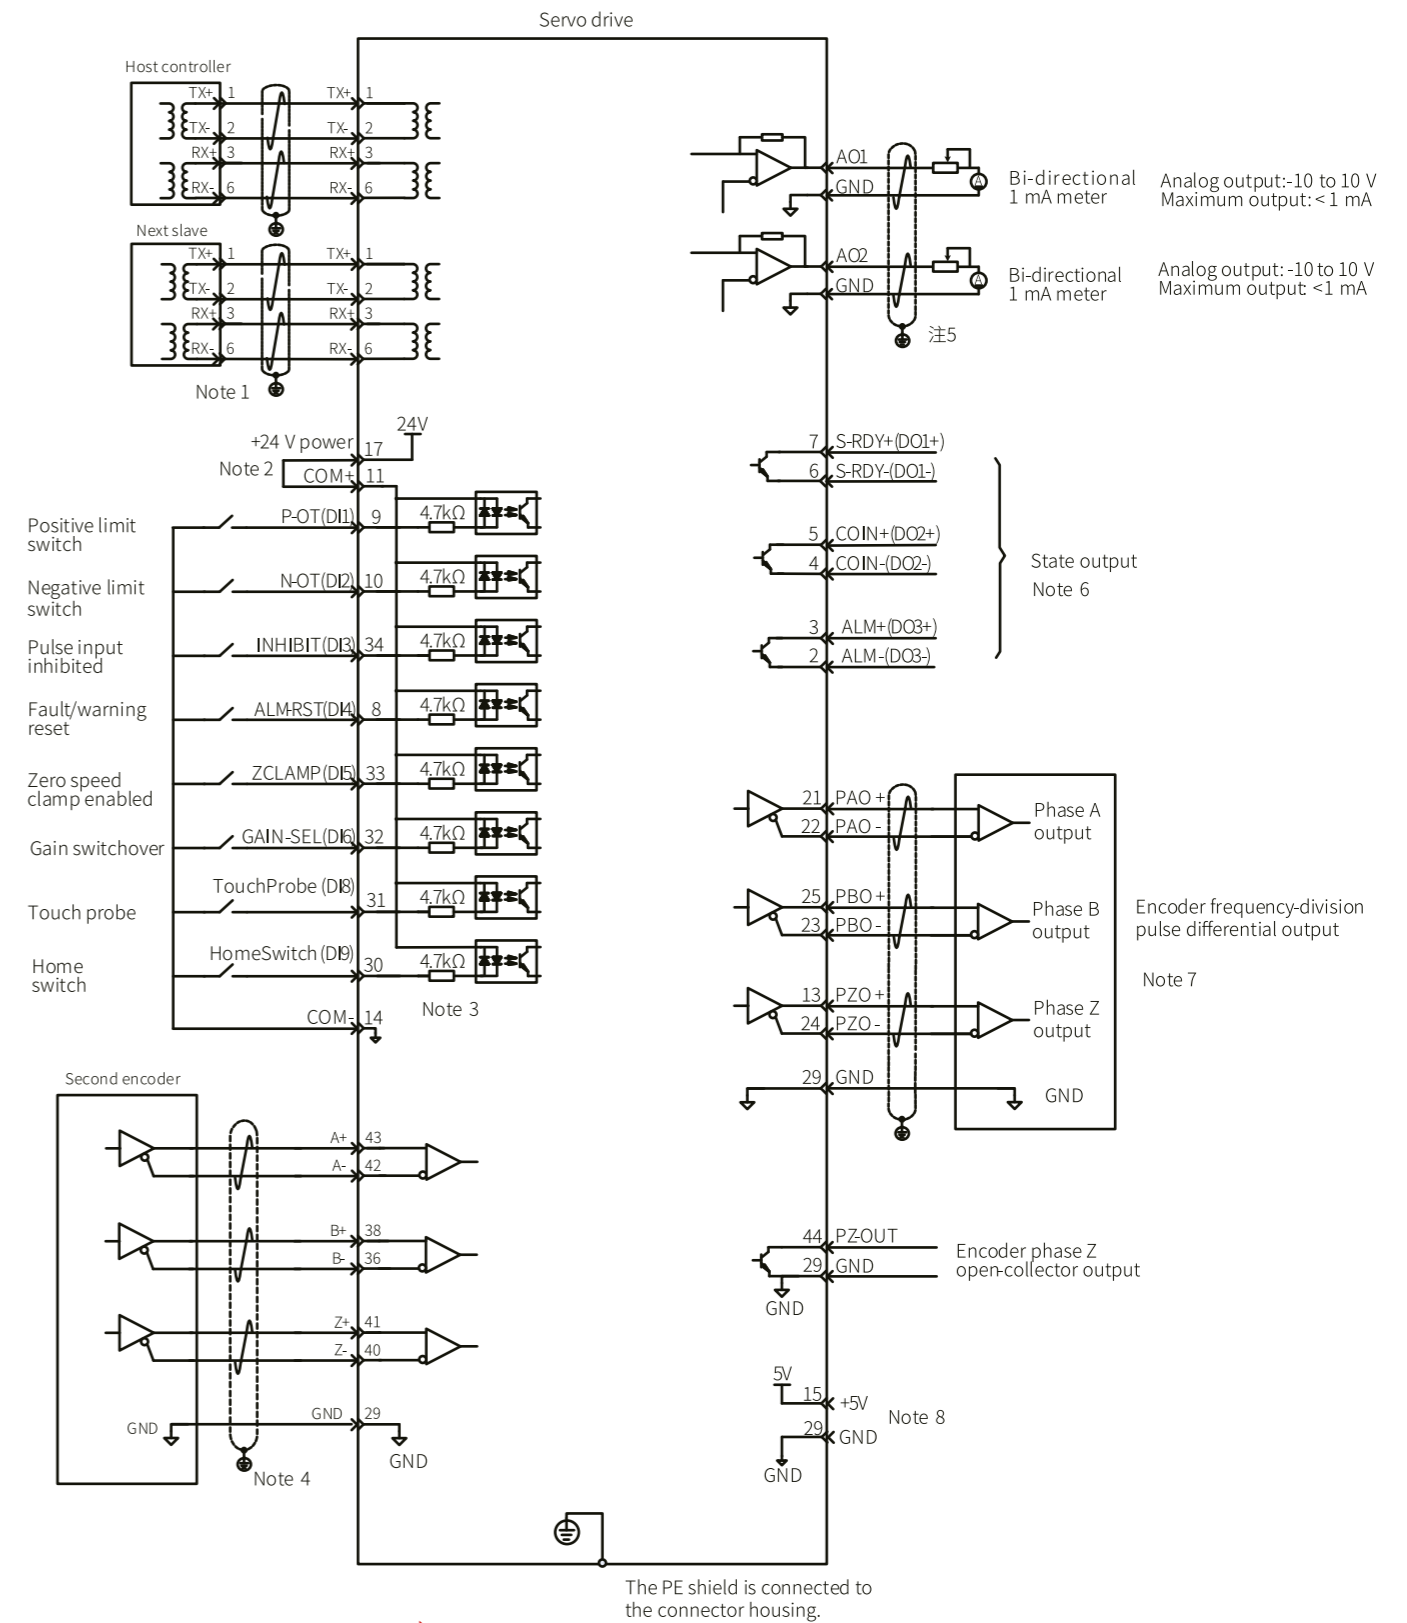 Servo drive
Host controller
TX+ 1 TX+ 1
TX- 2 TX- 2
RX+ 3 RX+ 3
RX- 6 RX- 6
Next slave
TX+ 1 TX+ 1
TX- 2 TX- 2
RX+ 3 RX+ 3
RX- 6 RX- 6
Note 1
+24 V power 17 24V
Note 2
COM+ 11
Positive limit
switch
P-OT(DI1) 9 4.7kΩ
Negative limit
switch
N-OT(DI2) 10 4.7kΩ
Pulse input
inhibited
INHIBIT(DI3) 34 4.7kΩ
Fault/warning
reset
ALM-RST(DI4) 8 4.7kΩ
Zero speed
clamp enabled
ZCLAMP(DI5) 33 4.7kΩ
Gain switchover
GAIN-SEL(DI6) 32 4.7kΩ
Touch probe
TouchProbe (DI8) 31 4.7kΩ
Home
switch
HomeSwitch (DI9) 30 4.7kΩ
COM- 14
Note 3
Second encoder
A+ 43
A- 42
B+ 38
B- 36
Z+ 41
Z- 40
GND GND 29
GND
Note 4
AO1
GND
A
Bi-directional
1 mA meter
Analog output:-10 to 10 V
Maximum output: < 1 mA
AO2
GND
A
Bi-directional
1 mA meter
Analog output: -10 to 10 V
Maximum output: <1 mA
注5
7 S-RDY+(DO1+)
6 S-RDY-(DO1-)
5 COIN+(DO2+)
4 COIN-(DO2-)
3 ALM+(DO3+)
2 ALM-(DO3-)
State output
Note 6
21 PAO +
22 PAO -
Phase A
output
25 PBO +
23 PBO -
Phase B
output
13 PZO +
24 PZO -
Phase Z
output
29 GND GND
Encoder frequency-division
pulse differential output
Note 7
44 PZ-OUT
29 GND
GND
Encoder phase Z
open-collector output
5V
15 +5V
29 GND
GND
Note 8
The PE shield is connected to
the connector housing.